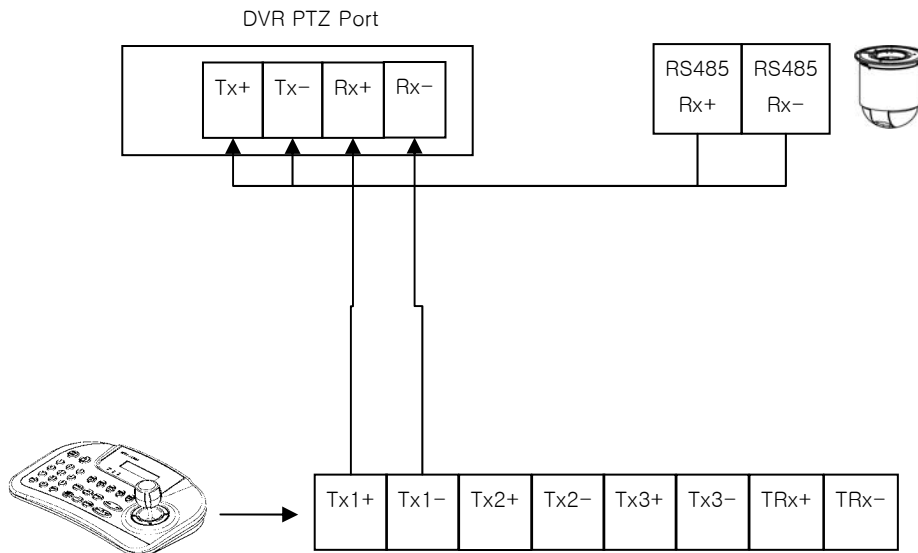 DVR PTZ Port
Tx+ Tx- Rx+ Rx-
RS485 RS485
Rx+ Rx-
Tx1+ Tx1- Tx2+ Tx2- Tx3+ Tx3- TRx+ TRx-